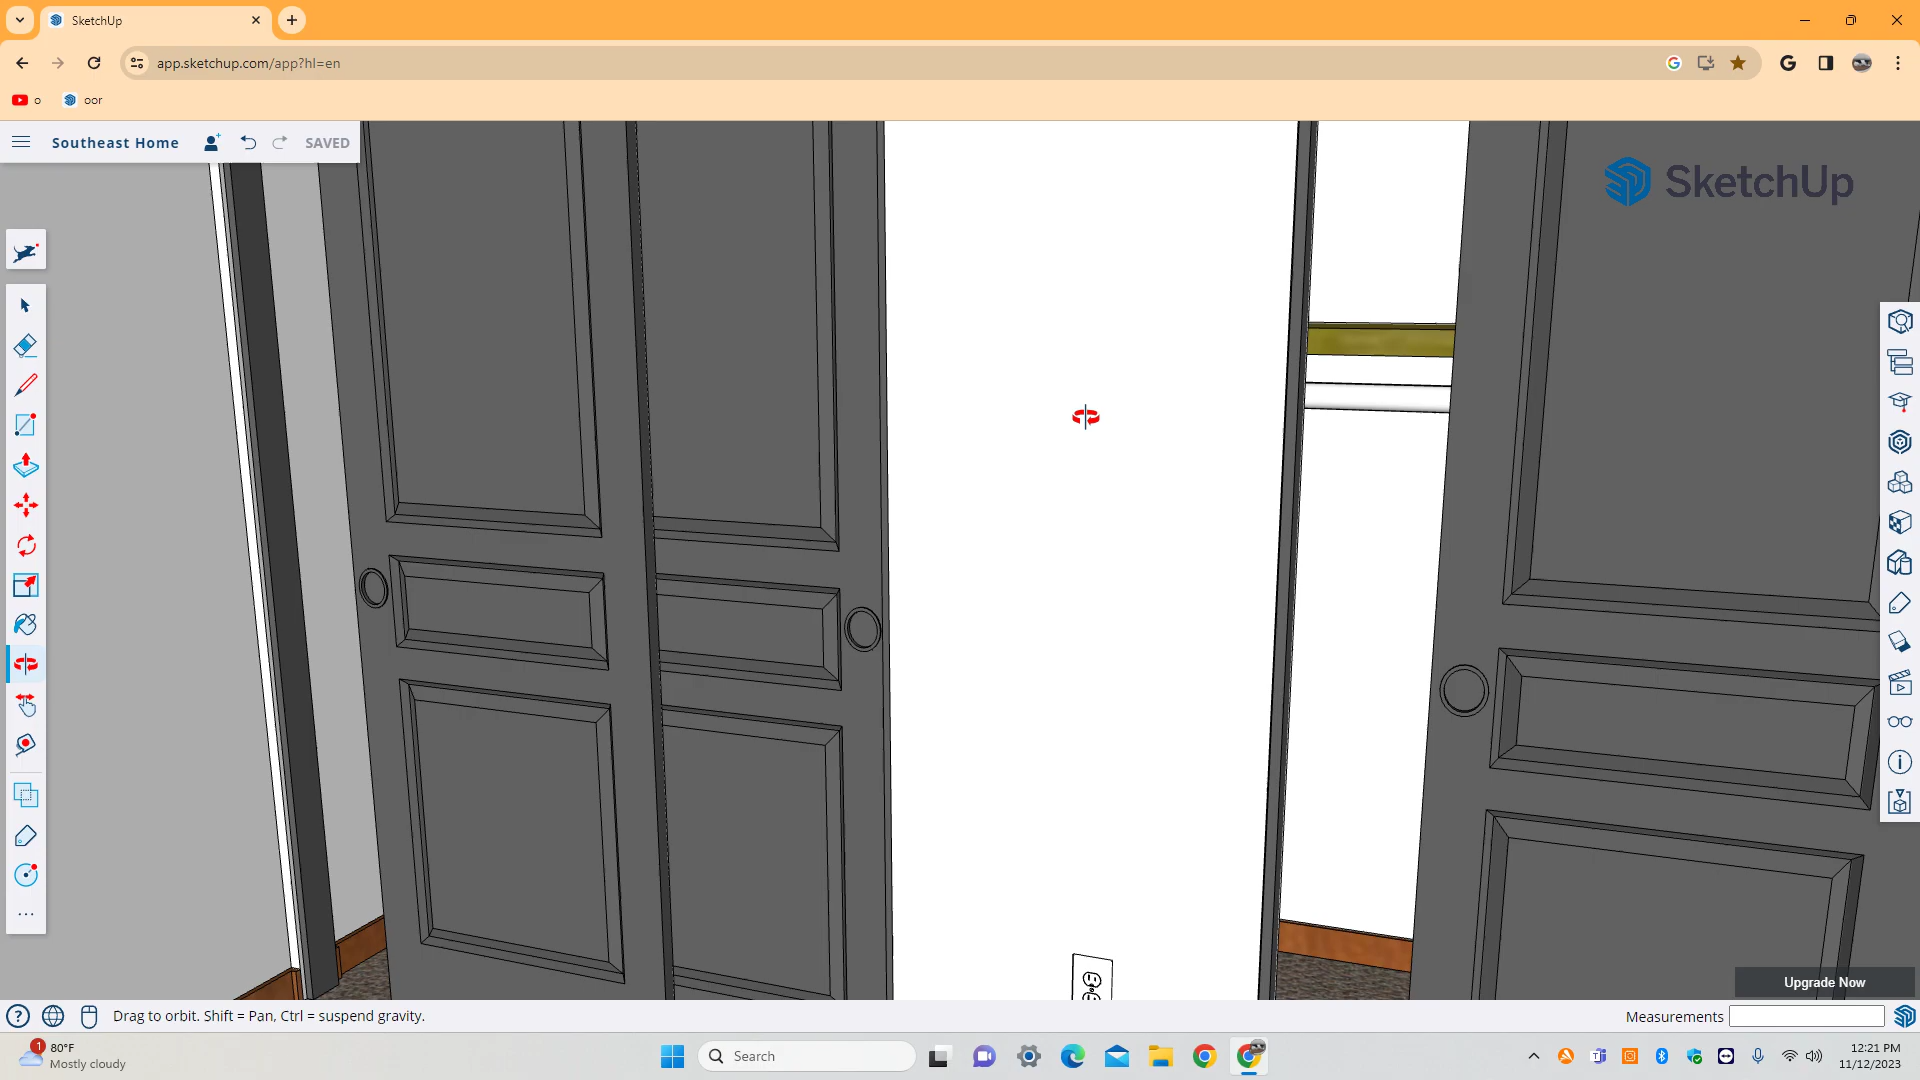 SketchUp
app.sketchup.com/app?hl=en
o
oor
Southeast Home
SAVED
SketchUp
Upgrade Now
Drag to orbit. Shift = Pan, Ctrl = suspend gravity.
Measurements
1
80°F
Mostly cloudy
Search
12:21 PM
11/12/2023